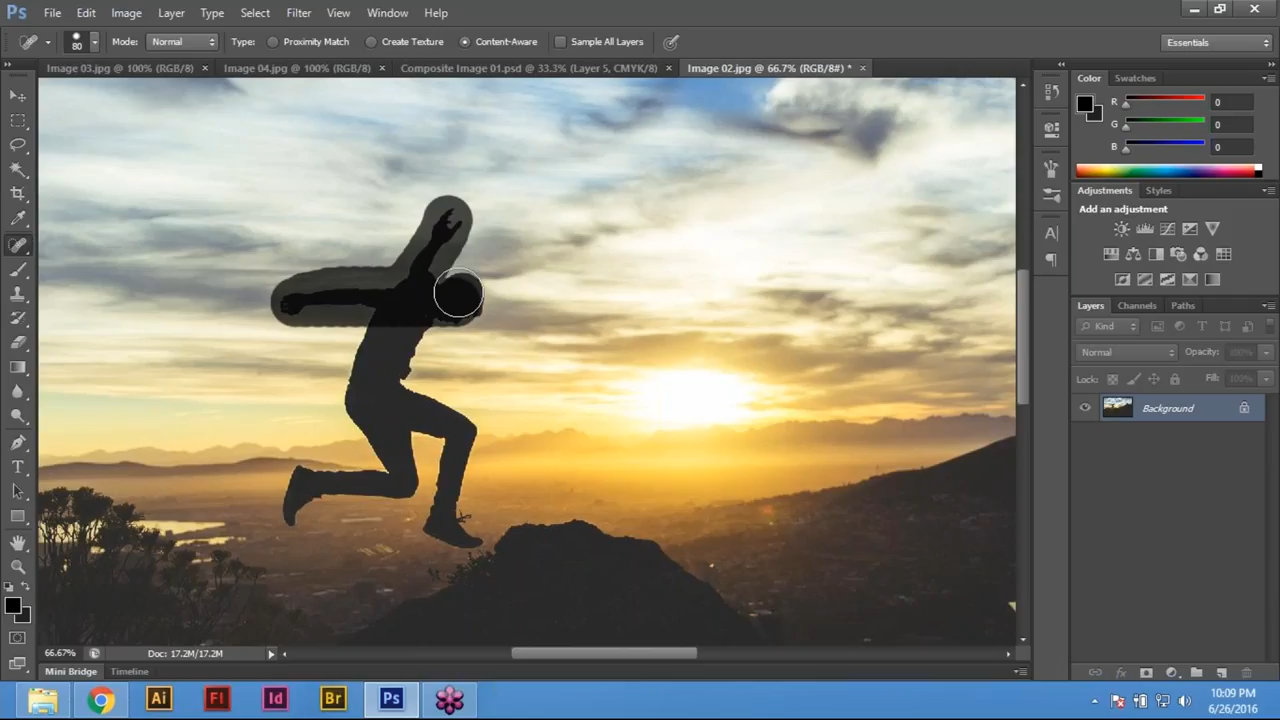 Ps File Edit Image Layer Type Select Filter View Window Help
80 Mode: Normal Type: Proximity Match Create Texture Content-Aware Sample All Layers Essentials
Image 03.jpg @ 100% (RGB/8) × Image 04.jpg @ 100% (RGB/8) × Composite Image 01.psd @ 33.3% (Layer 5, CMYK/8) × Image 02.jpg @ 66.7% (RGB/8#) * ×
Color Swatches
R 0
G 0
B 0
Adjustments Styles
Add an adjustment
Layers Channels Paths
Kind
Normal Opacity: 100%
Lock: Fill: 100%
Background
66.67% Doc: 17.2M/17.2M
Mini Bridge Timeline
Ai Fl Id Br Ps
10:09 PM
6/26/2016